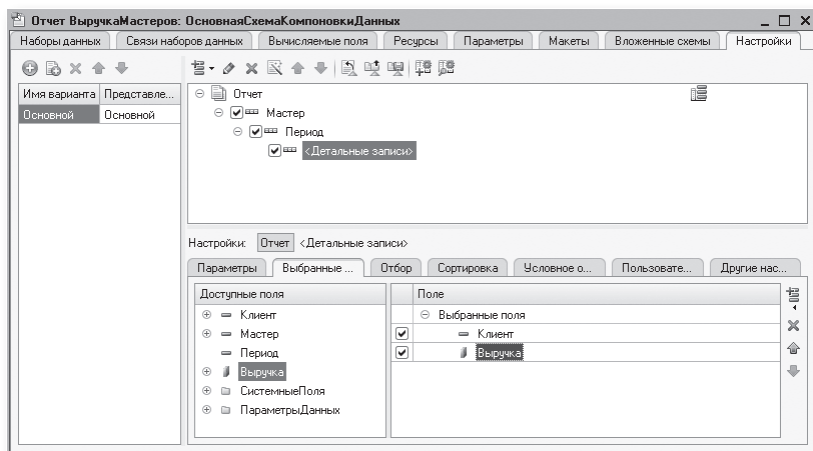 Отчет ВыручкаМастеров: ОсновнаяСхемаКомпоновкиДанных
Наборы данных Связи наборов данных Вычисляемые поля Ресурсы Параметры Макеты Вложенные схемы Настройки
Имя варианта Представле...
Основной Основной
Отчет
Мастер
Период
<Детальные записи>
Настройки: Отчет <Детальные записи>
Параметры Выбранные ... Отбор Сортировка Условное о... Пользовате... Другие нас...
Доступные поля Поле
Клиент Выбранные поля
Мастер Клиент
Период Выручка
Выручка
СистемныеПоля
ПараметрыДанных